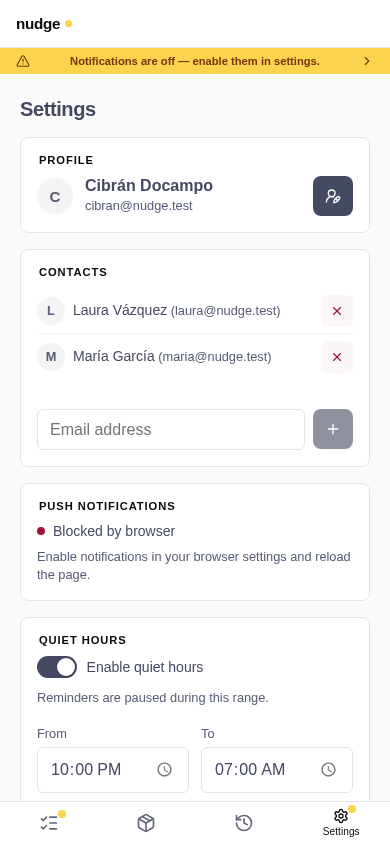 nudge
Notifications are off — enable them in settings.
Settings
PROFILE
C
Cibrán Docampo
cibran@nudge.test
CONTACTS
L
Laura Vázquez (laura@nudge.test)
M
María García (maria@nudge.test)
Email address
PUSH NOTIFICATIONS
Blocked by browser
Enable notifications in your browser settings and reload
the page.
QUIET HOURS
Enable quiet hours
Reminders are paused during this range.
From To
10:00 PM 07:00 AM
Settings